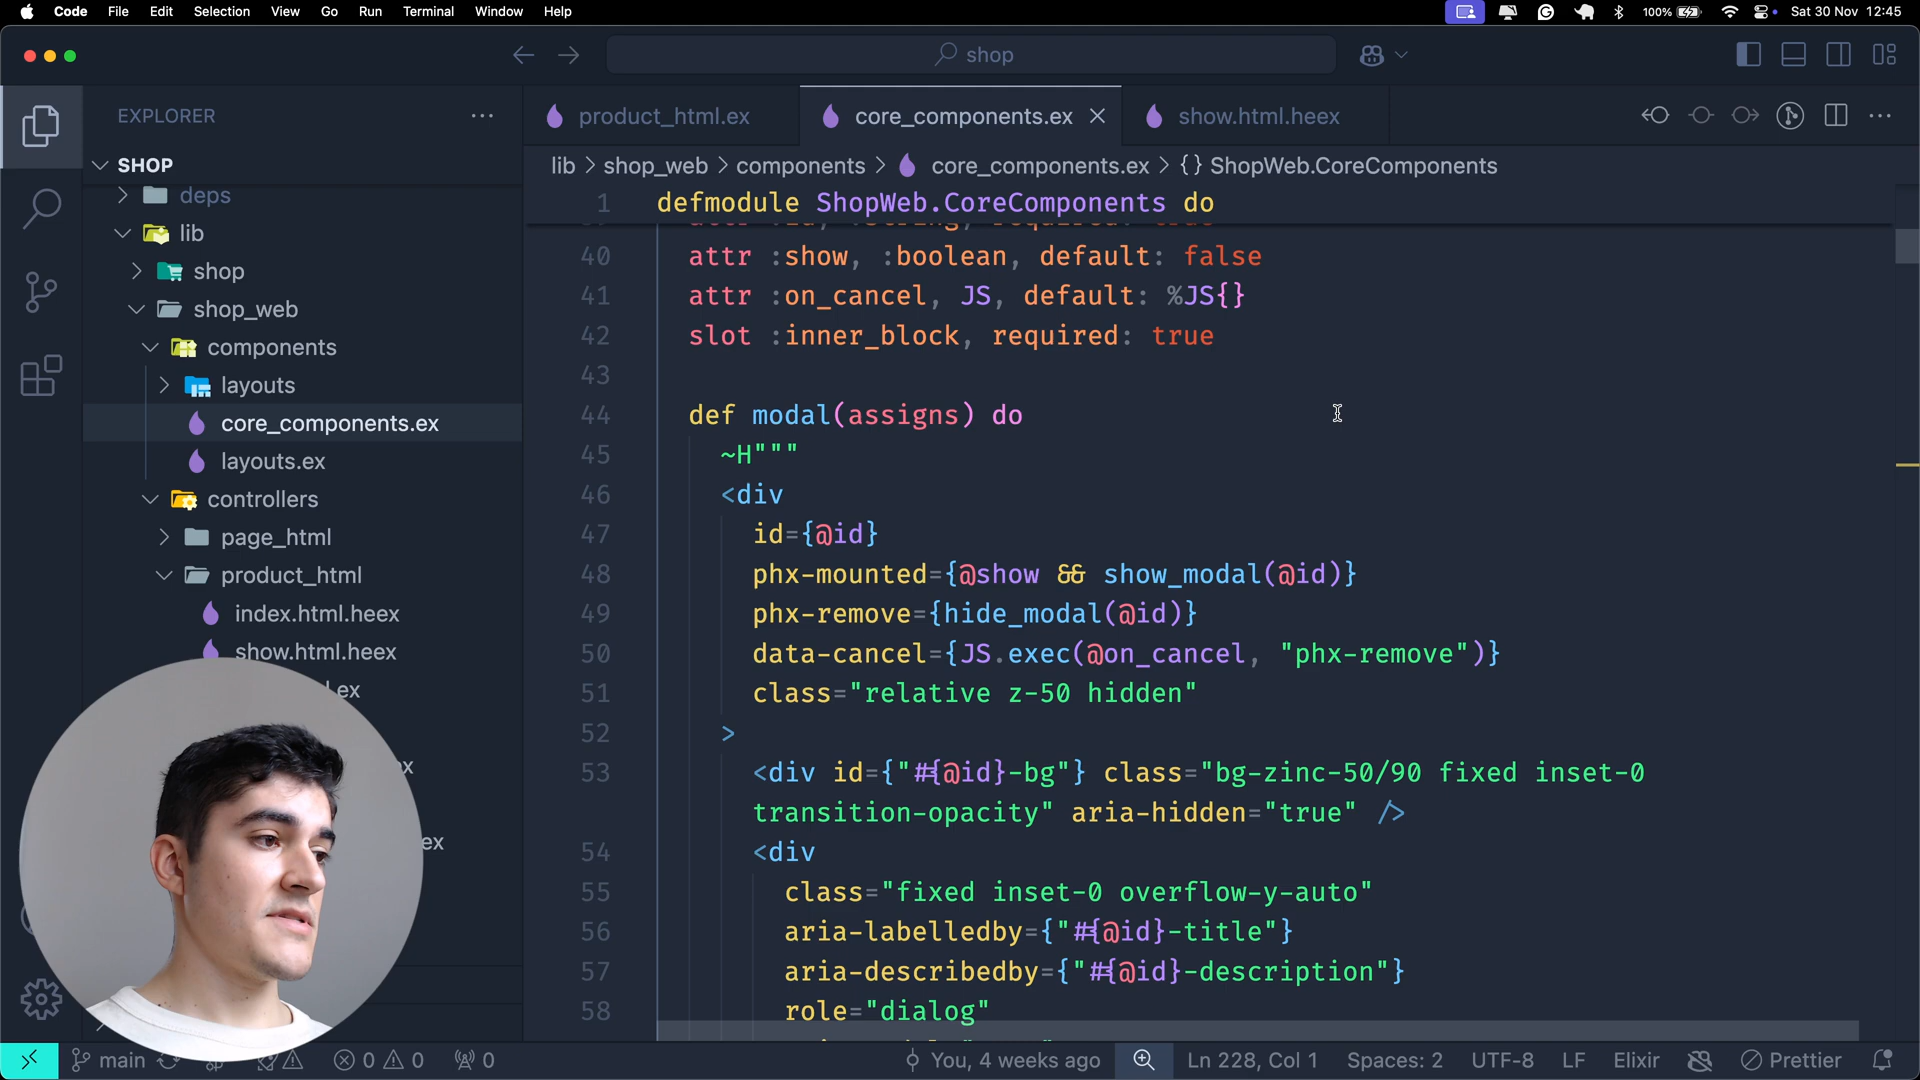 Code File Edit Selection View Go Run Terminal Window Help
100% Sat 30 Nov 12:45
shop
EXPLORER
SHOP
deps
lib
shop
shop_web
components
layouts
core_components.ex
layouts.ex
controllers
page_html
product_html
index.html.heex
show.html.heex
ex
ex
product_html.ex
core_components.ex
show.html.heex
lib > shop_web > components > core_components.ex > {} ShopWeb.CoreComponents
1 defmodule ShopWeb.CoreComponents do
40 attr :show, :boolean, default: false
41 attr :on_cancel, JS, default: %JS{}
42 slot :inner_block, required: true
43
44 def modal(assigns) do
45 ~H"""
46 <div
47 id={@id}
48 phx-mounted={@show && show_modal(@id)}
49 phx-remove={hide_modal(@id)}
50 data-cancel={JS.exec(@on_cancel, "phx-remove")}
51 class="relative z-50 hidden"
52 >
53 <div id={"#{@id}-bg"} class="bg-zinc-50/90 fixed inset-0
transition-opacity" aria-hidden="true" />
54 <div
55 class="fixed inset-0 overflow-y-auto"
56 aria-labelledby={"#{@id}-title"}
57 aria-describedby={"#{@id}-description"}
58 role="dialog"
main 0 0 0 You, 4 weeks ago Ln 228, Col 1 Spaces: 2 UTF-8 LF Elixir Prettier